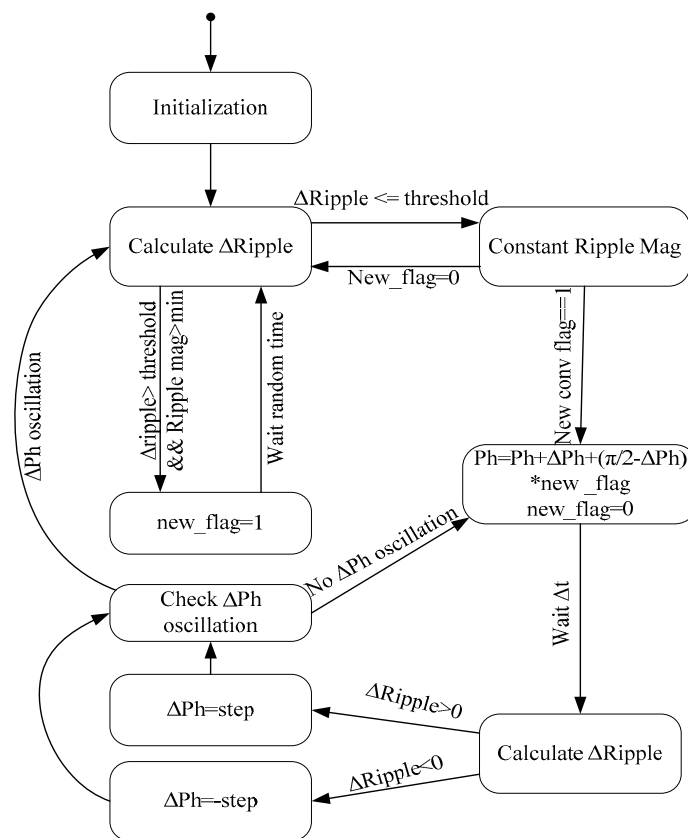 Initialization
ΔRipple <= threshold
Calculate ΔRipple
Constant Ripple Mag
New_flag=0
ΔPh oscillation
Δripple> threshold
&& Ripple mag>min
Wait random time
New conv flag==1
Ph=Ph+ΔPh+(π/2-ΔPh)
*new _flag
new_flag=0
new_flag=1
No ΔPh oscillation
Check ΔPh
oscillation
Wait Δt
ΔPh=step
ΔRipple>0
Calculate ΔRipple
ΔRipple<0
ΔPh=-step